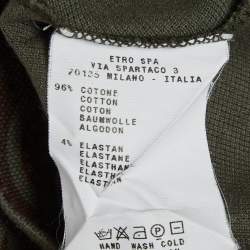 ETRO SPA
VIA SPARTACO 3
20135 MILANO - ITALIA
96% COTONE
COTTON
COTON
BAUMWOLLE
ALGODON
4% ELASTAN
ELASTANE
ELASTHAN
ELASTHAN
ELASTAN
HAND WASH COLD